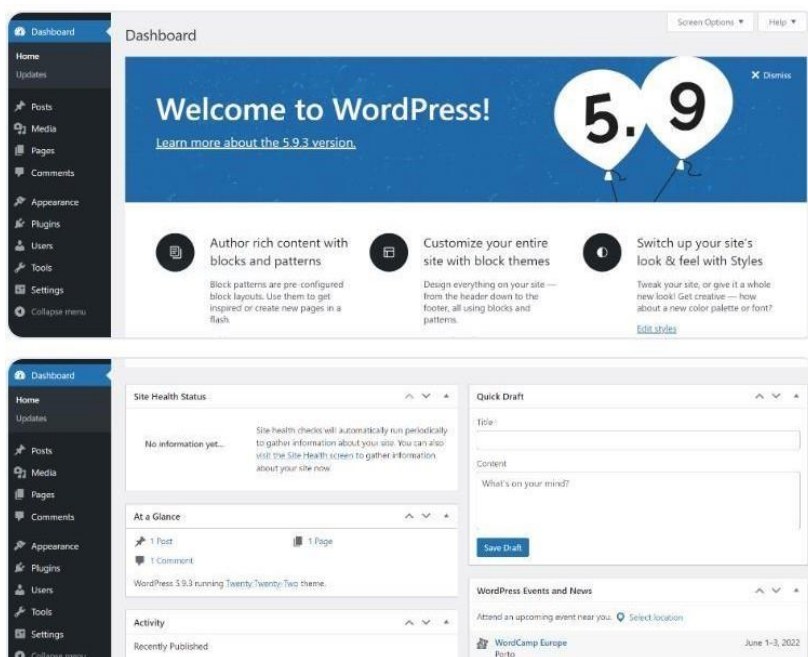 Screen Options
Help
Dashboard
Home
Updates
Posts
Media
Pages
Comments
Appearance
Plugins
Users
Tools
Settings
Collapse menu
Dashboard
Dismiss
Welcome to WordPress!
Learn more about the 5.9.3 version.
5.9
Author rich content with
blocks and patterns
Block patterns are pre-configured
block layouts. Use them to get
inspired or create new pages in a
flash.
Customize your entire
site with block themes
Design everything on your site —
from the header down to the
footer, all using blocks and
patterns.
Switch up your site's
look & feel with Styles
Tweak your site, or give it a whole
new look! Get creative — how
about a new color palette or font?
Edit styles
Dashboard
Home
Updates
Posts
Media
Pages
Comments
Appearance
Plugins
Users
Tools
Settings
Collapse menu
Site Health Status
No information yet...
Site health checks will automatically run periodically
to gather information about your site. You can also
visit the Site Health screen to gather information
about your site now.
At a Glance
1 Post
1 Page
1 Comment
WordPress 5.9.3 running Twenty Twenty-Two theme.
Activity
Recently Published
Quick Draft
Title
Content
What's on your mind?
Save Draft
WordPress Events and News
Attend an upcoming event near you. Select location
WordCamp Europe June 1–3, 2022
Porto